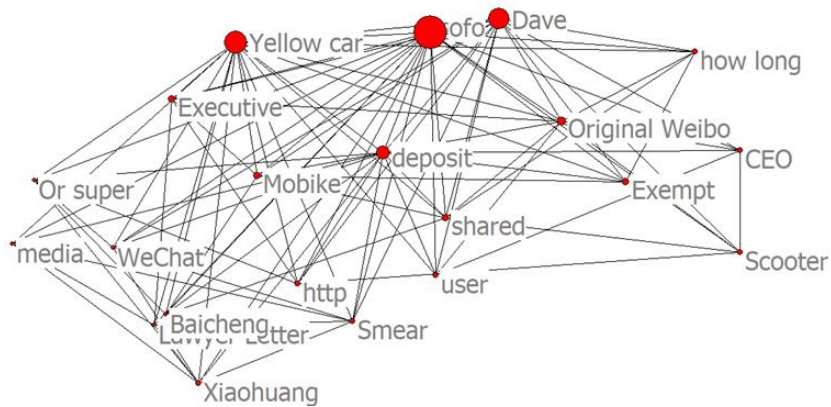 ofo
Dave
Yellow car
how long
Executive
Original Weibo
deposit
CEO
Mobike
Exempt
Or super
shared
media
WeChat
Scooter
user
http
Baicheng
Lawyer Letter
Smear
Xiaohuang